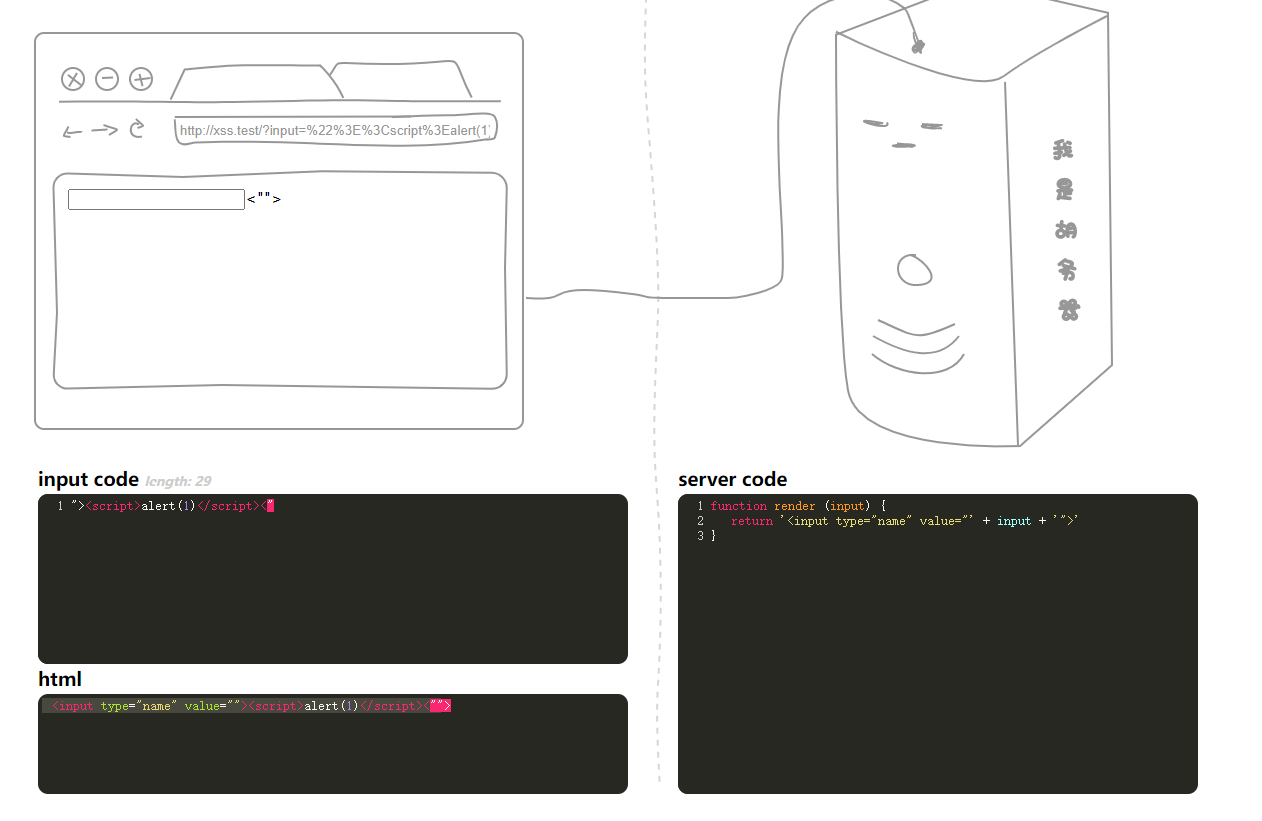 http://xss.test/?input=%22%3E%3Cscript%3Ealert(1)
<"">
我
是
胡
务
器
input code length: 29
1 "><script>alert(1)</script><"
html
<input type="name" value=""><script>alert(1)</script><"">
server code
1 function render (input) {
2 return '<input type="name" value="' + input + '">'
3 }